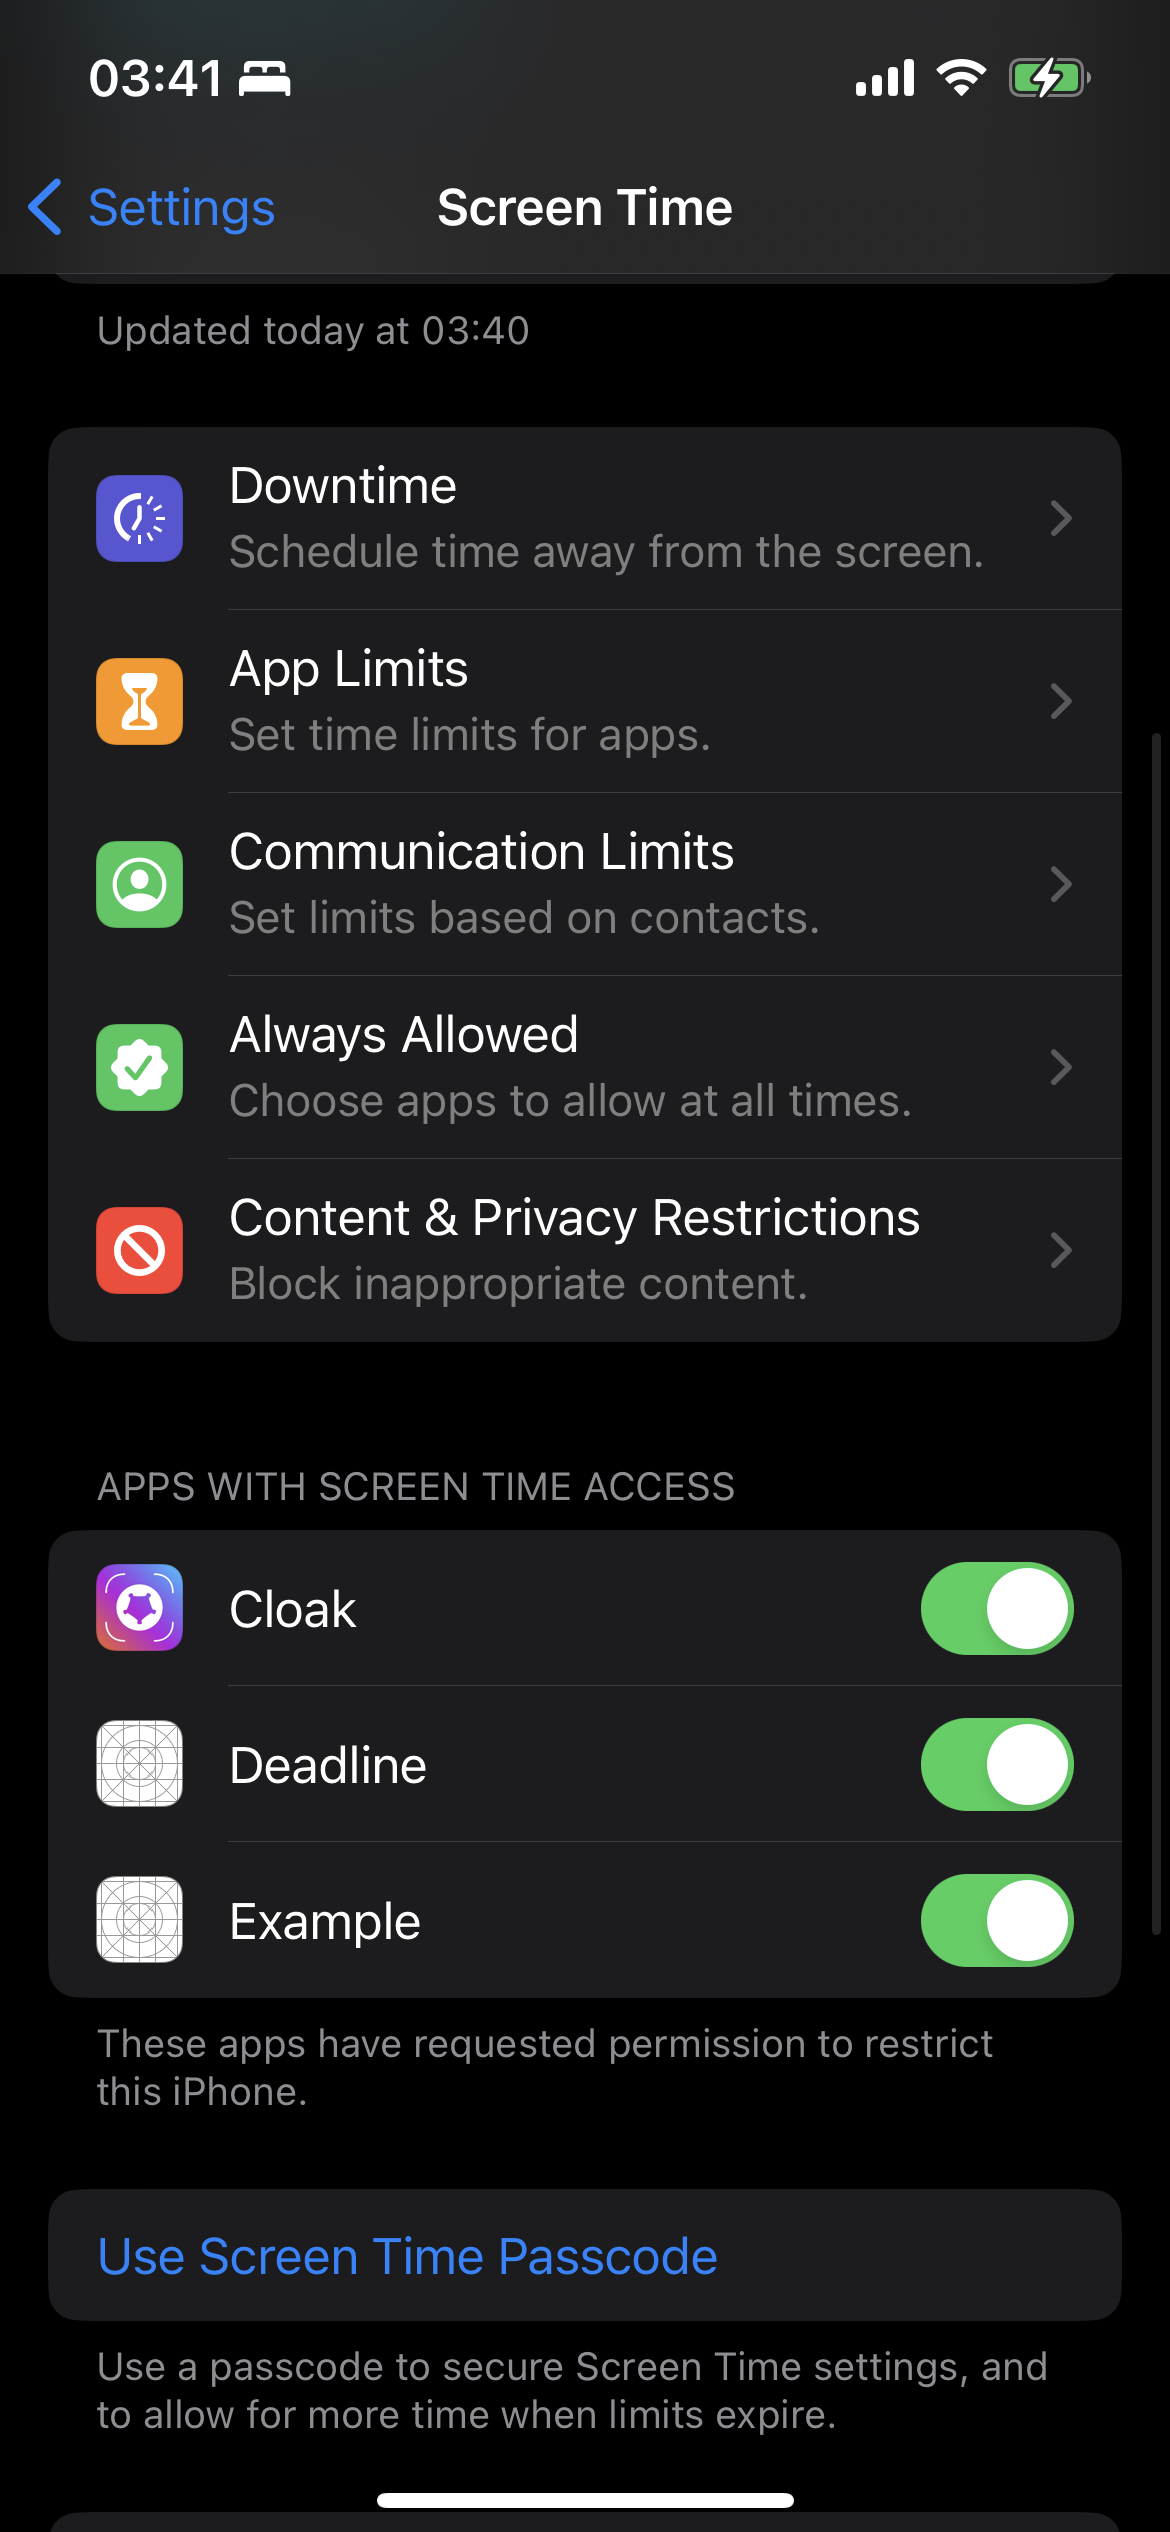 03:41
Settings
Screen Time
Updated today at 03:40
Downtime
Schedule time away from the screen.
App Limits
Set time limits for apps.
Communication Limits
Set limits based on contacts.
Always Allowed
Choose apps to allow at all times.
Content & Privacy Restrictions
Block inappropriate content.
APPS WITH SCREEN TIME ACCESS
Cloak
Deadline
Example
These apps have requested permission to restrict
this iPhone.
Use Screen Time Passcode
Use a passcode to secure Screen Time settings, and
to allow for more time when limits expire.